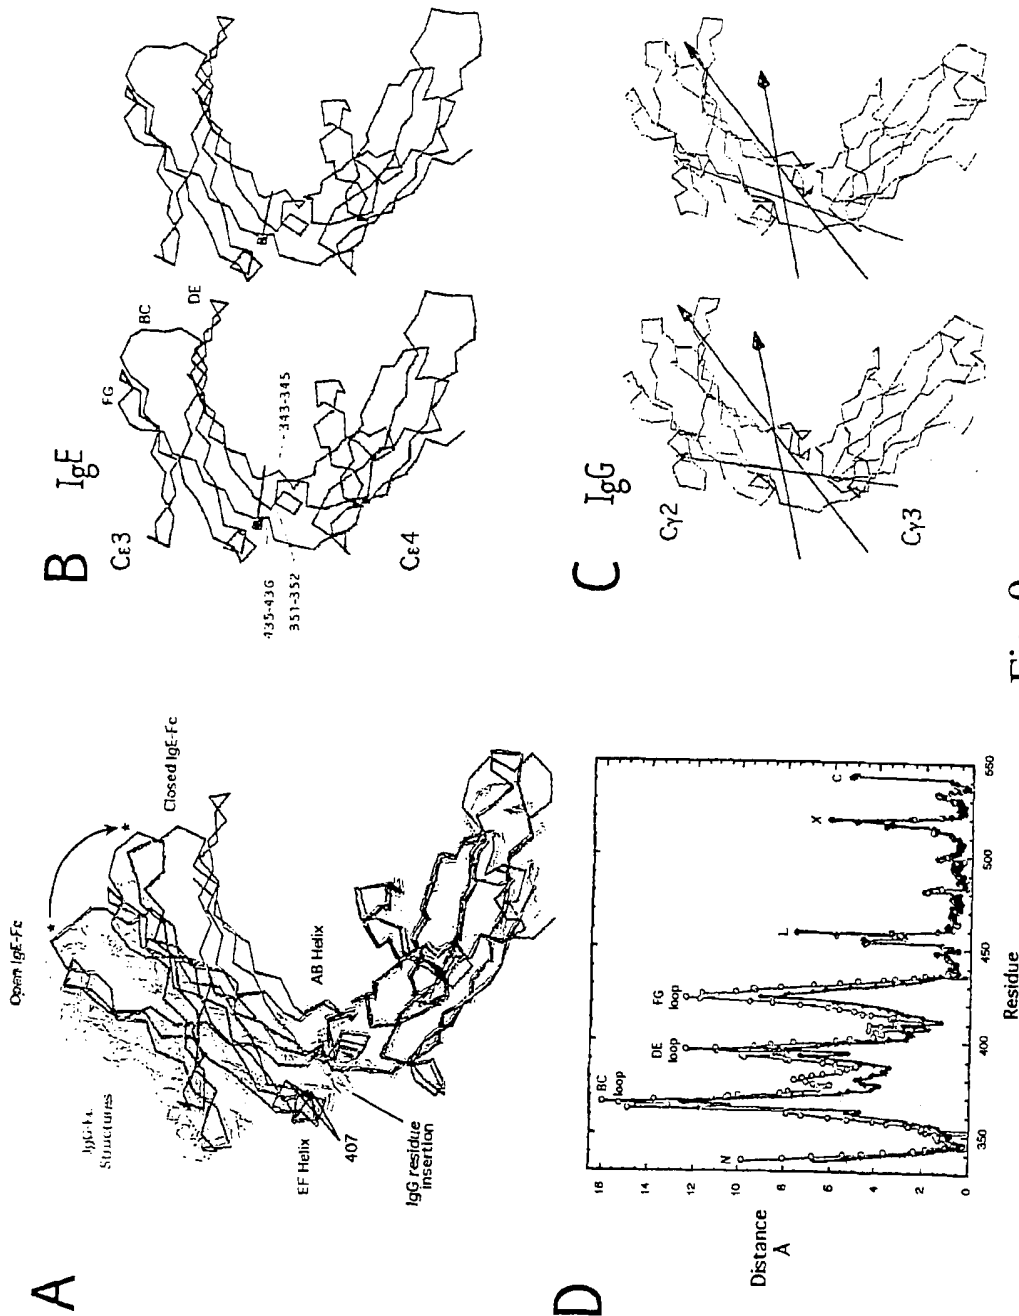 A
Open IgE-Fc
Closed IgE-Fc
IgG-Fc
Structures
*
*
AB Helix
EF Helix
407
IgG residue
insertion
B
IgE
Cε3
FG
BC
DE
435-436
351-352
343-345
Cε4
C
IgG
Cγ2
Cγ3
D
Distance
Å
18
16
14
12
10
8
6
4
2
0
N
BC
loop
DE
loop
FG
loop
L
X
C
350
400
450
500
550
Residue